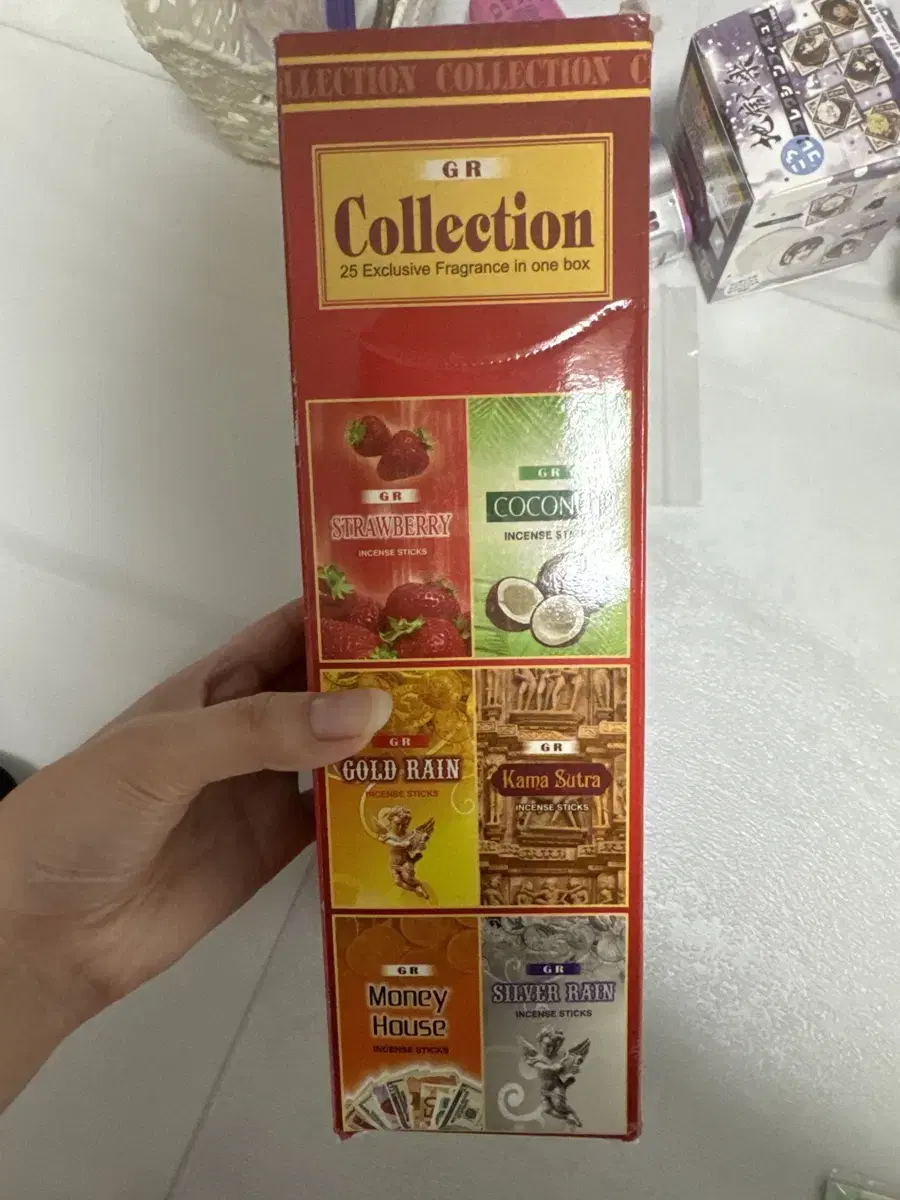 COLLECTION C
GR
Collection
25 Exclusive Fragrance in one box
GR
STRAWBERRY
INCENSE STICKS
GR
INCENSE
GR
GOLD RAIN
INCENSE STICKS
GR
Kama Sutra
INCENSE STICKS
GR
Money
House
INCENSE STICKS
GR
SILVER RAIN
INCENSE STICKS